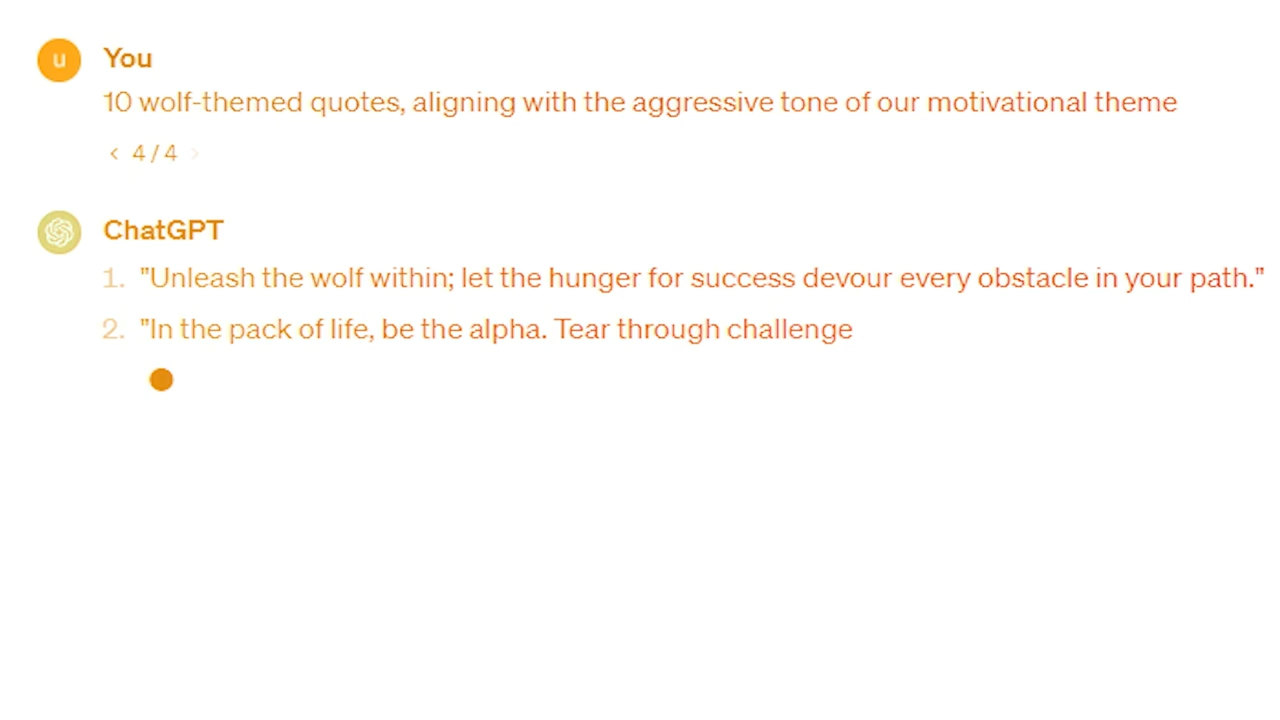 u
You
10 wolf-themed quotes, aligning with the aggressive tone of our motivational theme
< 4 / 4 >
ChatGPT
1. "Unleash the wolf within; let the hunger for success devour every obstacle in your path."
2. "In the pack of life, be the alpha. Tear through challenge